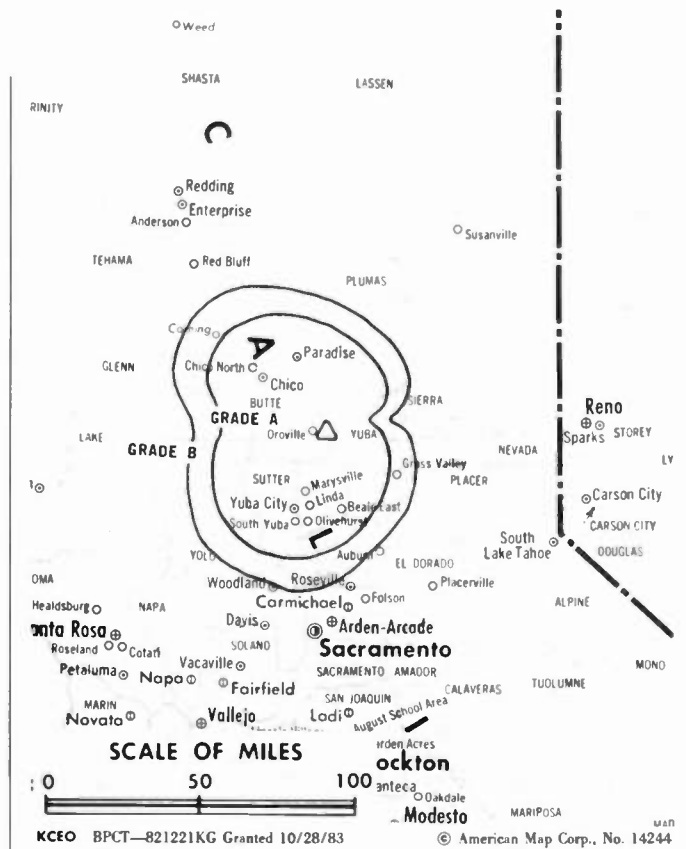 Weed
SHASTA
LASSEN
RINITY
C
Redding
Enterprise
Anderson
Susanville
TEHAMA
Red Bluff
PLUMAS
Corning
A
Paradise
GLENN
Chico North
Chico
BUTTE
SIERRA
GRADE A
Reno
LAKE
Oroville
YUBA
Sparks
STOREY
GRADE B
NEVADA
LY
Grass Valley
PLACER
SUTTER
Marysville
Linda
Carson City
Yuba City
Beale East
South Yuba
Olivehurst
CARSON CITY
L
South
Lake Tahoe
YOLO
Auburn
DOUGLAS
EL DORADO
OMA
Woodland
Roseville
Placerville
Folson
ALPINE
Healdsburg
NAPA
Carmichael
Davis
Arden-Arcade
anta Rosa
Roseland
Cotati
SOLANO
Sacramento
MONO
Petaluma
Vacaville
SACRAMENTO
AMADOR
Napa
Fairfield
CALAVERAS
TUOLUMNE
MARIN
SAN JOAQUIN
Novato
Vallejo
Lodi
August School Area
SCALE OF MILES
rden Acres
ockton
0 50 100
anteca
Oakdale
Modesto
MARIPOSA
KCEO BPCT—821221KG Granted 10/28/83
© American Map Corp., No. 14244